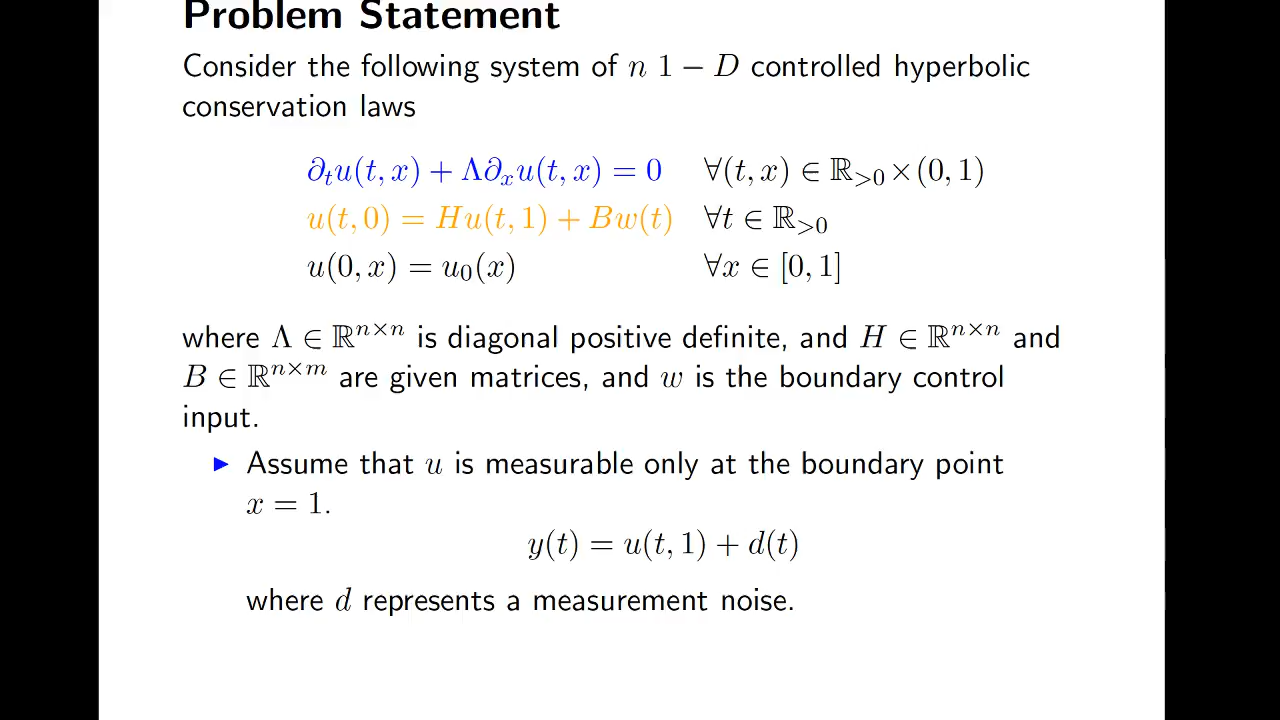 Problem Statement
Consider the following system of n 1 − D controlled hyperbolic
conservation laws
∂ₜu(t, x) + Λ∂ₓu(t, x) = 0 ∀(t, x) ∈ ℝ_{>0} × (0, 1)
u(t, 0) = Hu(t, 1) + Bw(t) ∀t ∈ ℝ_{>0}
u(0, x) = u₀(x) ∀x ∈ [0, 1]
where Λ ∈ ℝ^{n×n} is diagonal positive definite, and H ∈ ℝ^{n×n} and
B ∈ ℝ^{n×m} are given matrices, and w is the boundary control
input.
▶ Assume that u is measurable only at the boundary point
x = 1.
y(t) = u(t, 1) + d(t)
where d represents a measurement noise.